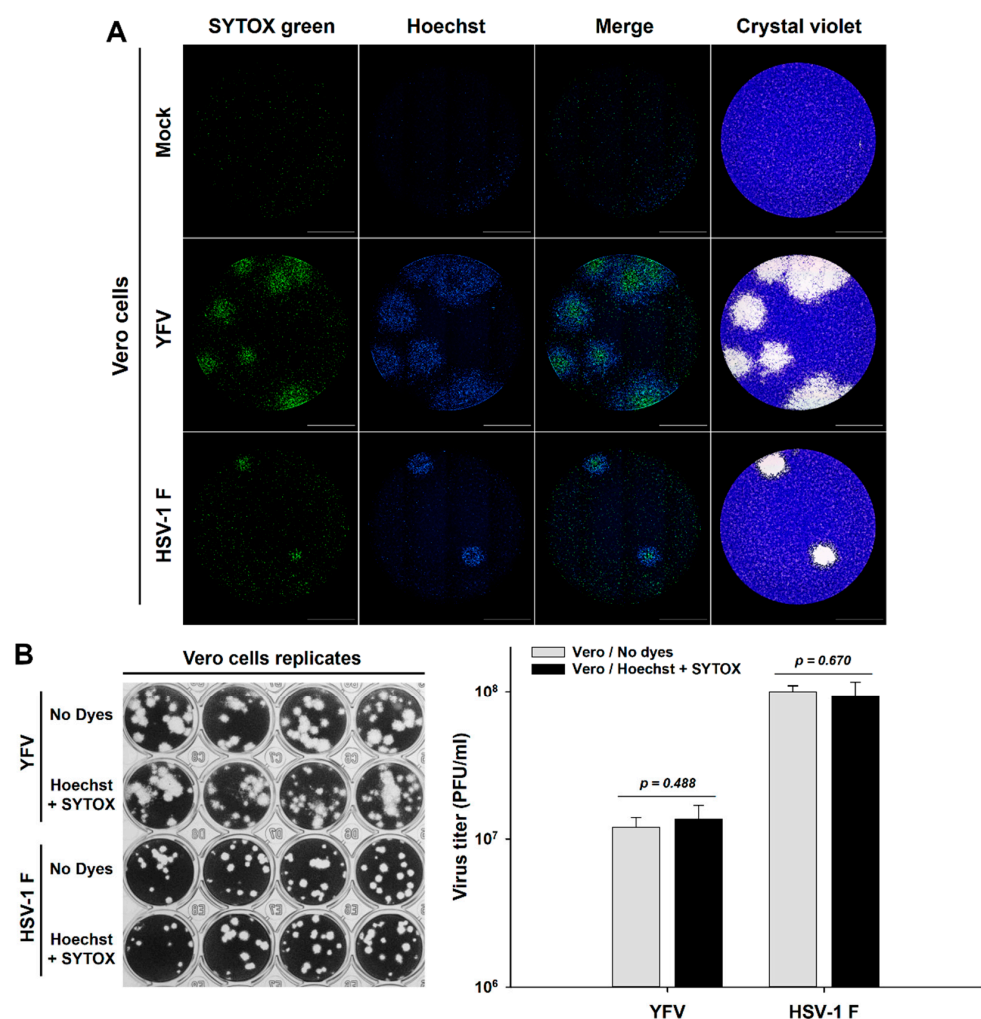 A
SYTOX green
Hoechst
Merge
Crystal violet
Vero cells
Mock
YFV
HSV-1 F
B
Vero cells replicates
YFV
No Dyes
Hoechst
+ SYTOX
HSV-1 F
No Dyes
Hoechst
+ SYTOX
Vero / No dyes
Vero / Hoechst + SYTOX
p = 0.670
p = 0.488
Virus titer (PFU/ml)
10⁸
10⁷
10⁶
YFV
HSV-1 F